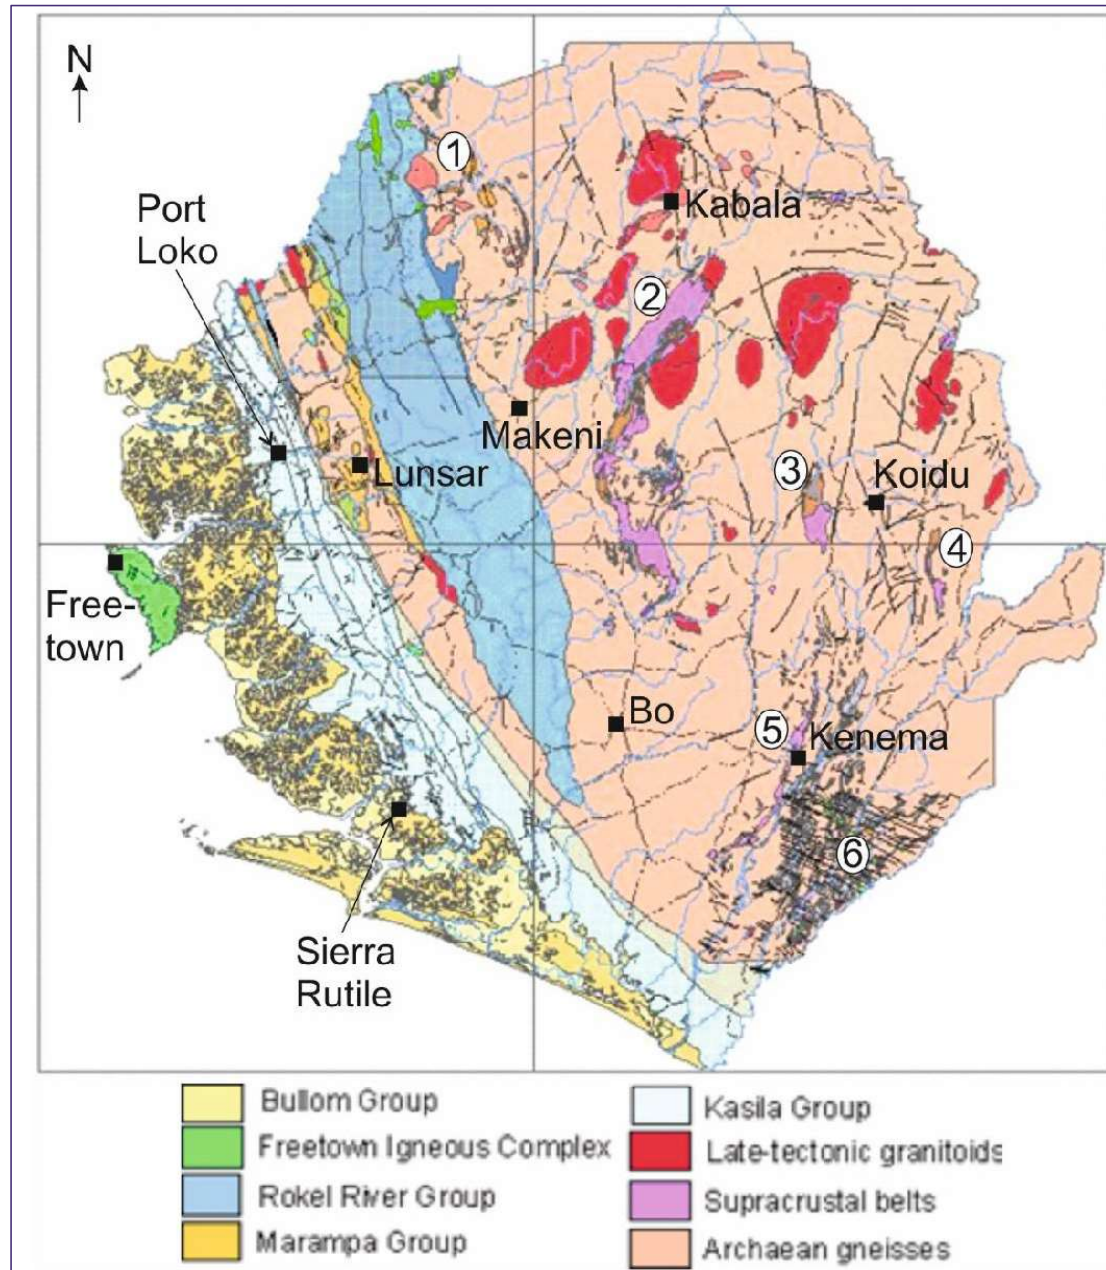 N
1
Port
Loko
Kabala
2
Makeni
Lunsar
3
Koidu
4
Free-
town
Bo
5
Kenema
6
Sierra
Rutile
Bullom Group
Freetown Igneous Complex
Rokel River Group
Marampa Group
Kasila Group
Late-tectonic granitoids
Supracrustal belts
Archaean gneisses